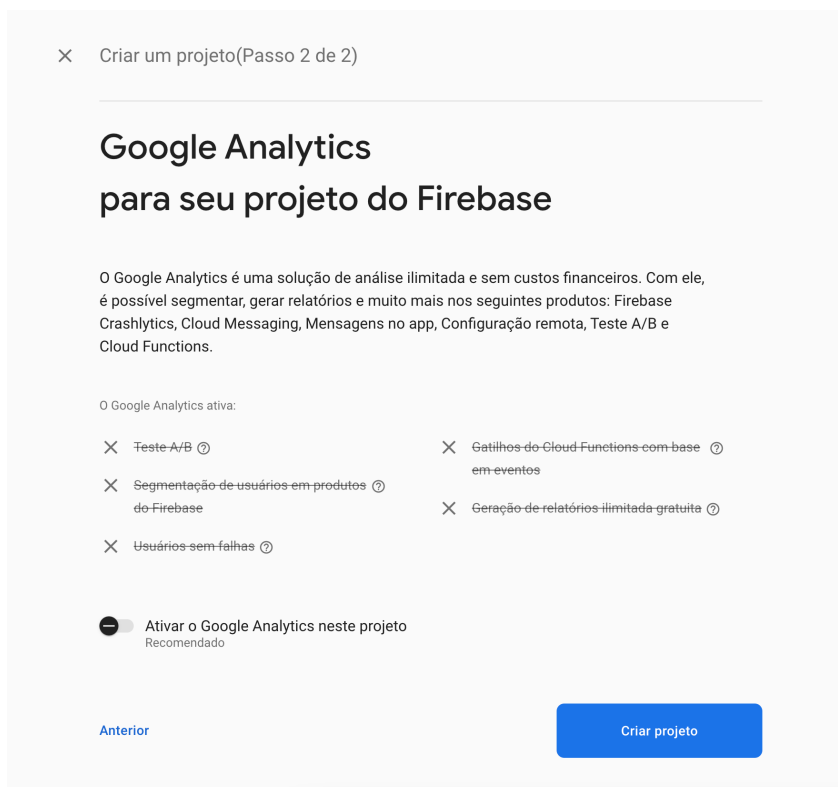 Criar um projeto(Passo 2 de 2)
Google Analytics
para seu projeto do Firebase
O Google Analytics é uma solução de análise ilimitada e sem custos financeiros. Com ele,
é possível segmentar, gerar relatórios e muito mais nos seguintes produtos: Firebase
Crashlytics, Cloud Messaging, Mensagens no app, Configuração remota, Teste A/B e
Cloud Functions.
O Google Analytics ativa:
Teste A/B
Segmentação de usuários em produtos
do Firebase
Usuários sem falhas
Gatilhos do Cloud Functions com base
em eventos
Geração de relatórios ilimitada gratuita
Ativar o Google Analytics neste projeto
Recomendado
Anterior
Criar projeto